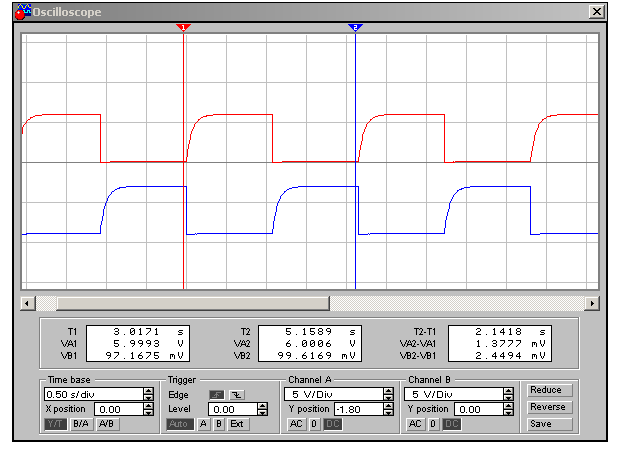 Oscilloscope
1 2
T1 3.0171 s T2 5.1589 s T2-T1 2.1418 s
VA1 5.9993 V VA2 6.0006 V VA2-VA1 1.3777 mV
VB1 97.1675 mV VB2 99.6169 mV VB2-VB1 2.4494 mV
Time base Trigger Channel A Channel B
0.50 s/div Edge 5 V/Div 5 V/Div Reduce
X position 0.00 Level 0.00 Y position -1.80 Y position 0.00 Reverse
Y/T B/A A/B Auto A B Ext AC 0 DC AC 0 DC Save